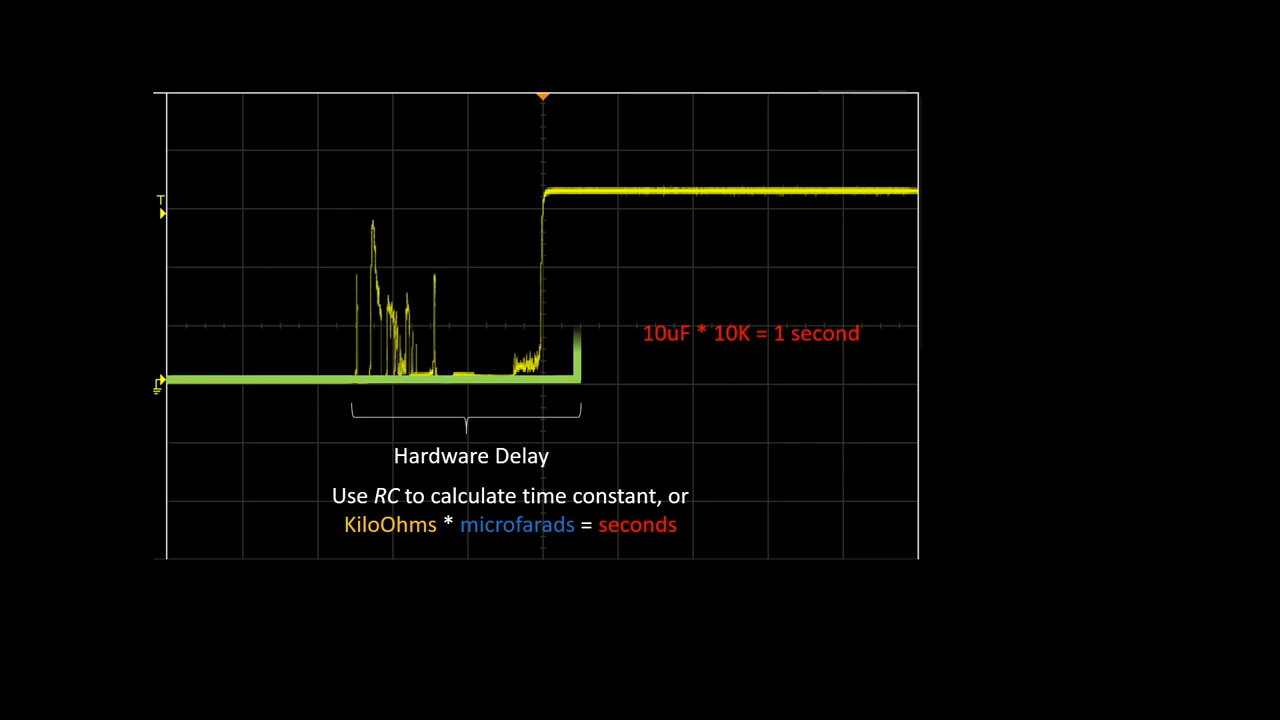 T
10uF * 10K = 1 second
Hardware Delay
Use RC to calculate time constant, or
KiloOhms * microfarads = seconds